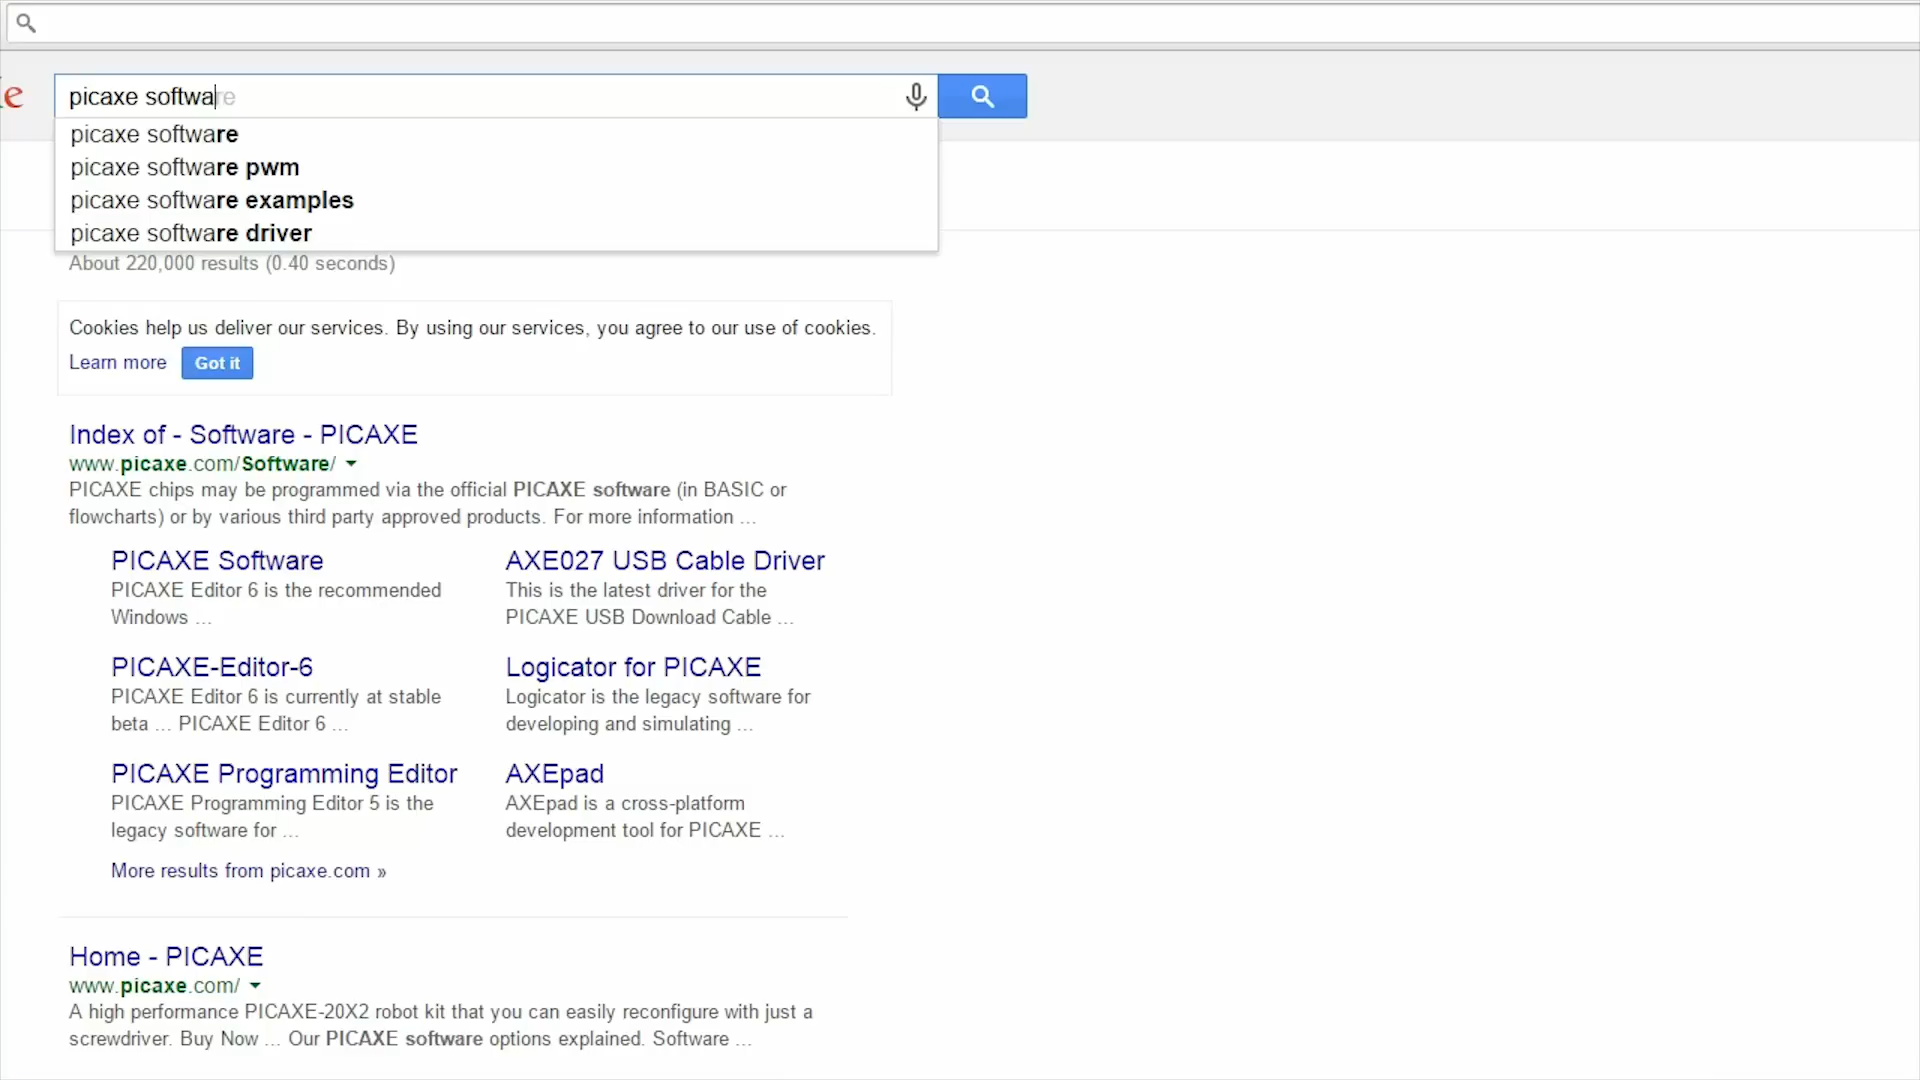 e
picaxe software
picaxe software
picaxe software pwm
picaxe software examples
picaxe software driver
About 220,000 results (0.40 seconds)
Cookies help us deliver our services. By using our services, you agree to our use of cookies.
Learn more Got it
Index of - Software - PICAXE
www.picaxe.com/Software/
PICAXE chips may be programmed via the official PICAXE software (in BASIC or
flowcharts) or by various third party approved products. For more information ...
PICAXE Software
PICAXE Editor 6 is the recommended
Windows ...
AXE027 USB Cable Driver
This is the latest driver for the
PICAXE USB Download Cable ...
PICAXE-Editor-6
PICAXE Editor 6 is currently at stable
beta ... PICAXE Editor 6 ...
Logicator for PICAXE
Logicator is the legacy software for
developing and simulating ...
PICAXE Programming Editor
PICAXE Programming Editor 5 is the
legacy software for ...
AXEpad
AXEpad is a cross-platform
development tool for PICAXE ...
More results from picaxe.com »
Home - PICAXE
www.picaxe.com/
A high performance PICAXE-20X2 robot kit that you can easily reconfigure with just a
screwdriver. Buy Now ... Our PICAXE software options explained. Software ...